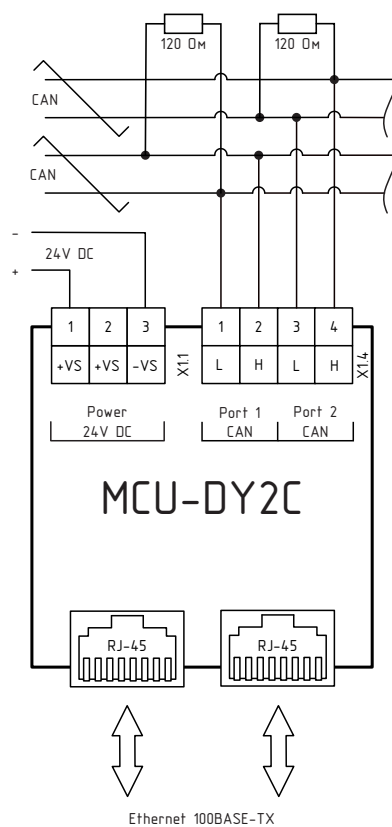 120 Ом 120 Ом
CAN
CAN
-
24V DC
+
1 2 3 1 2 3 4
+VS +VS -VS X1.1 L H L H X1.4
Power Port 1 Port 2
24V DC CAN CAN
MCU-DY2C
RJ-45 RJ-45
Ethernet 100BASE-TX